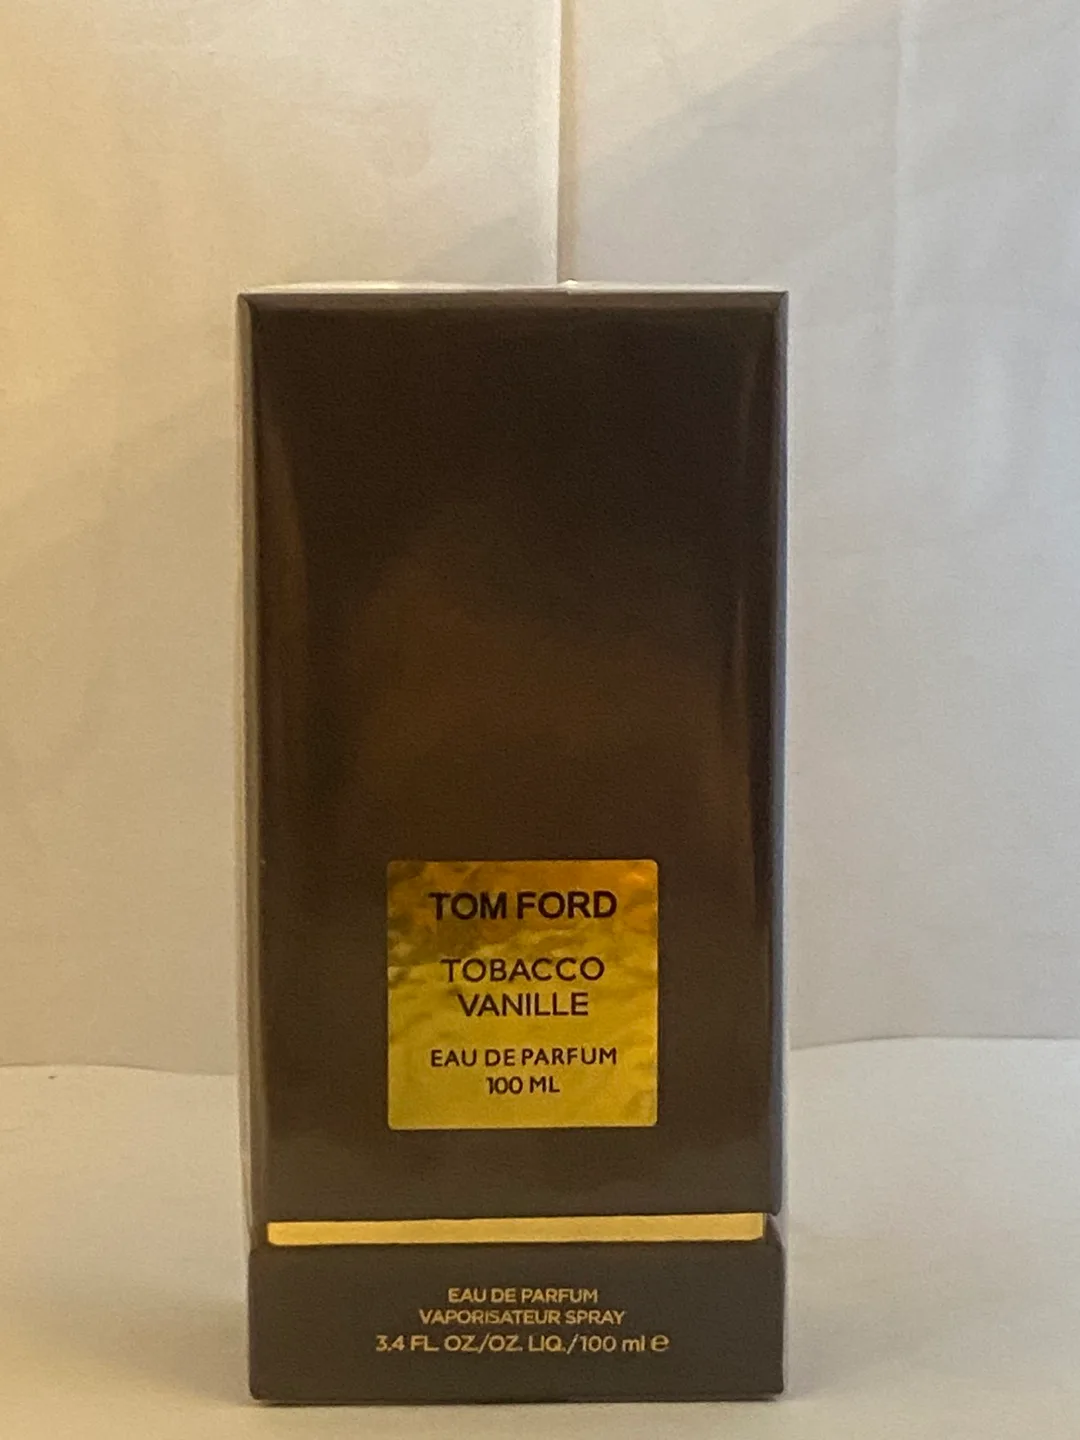 TOM FORD
TOBACCO
VANILLE
EAU DE PARFUM
100 ML
EAU DE PARFUM
VAPORISATEUR SPRAY
3.4 FL. OZ./OZ. LIQ./100 ml ℮